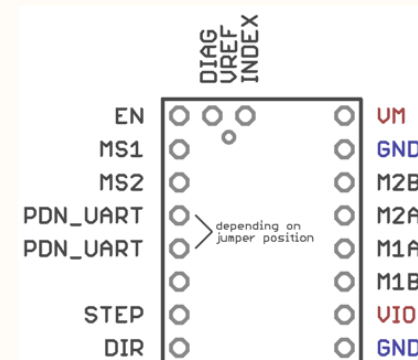 DIAG
VREF
INDEX
EN
VM
MS1
GND
MS2
M2B
PDN_UART
M2A
depending on
jumper position
PDN_UART
M1A
M1B
STEP
VIO
DIR
GND